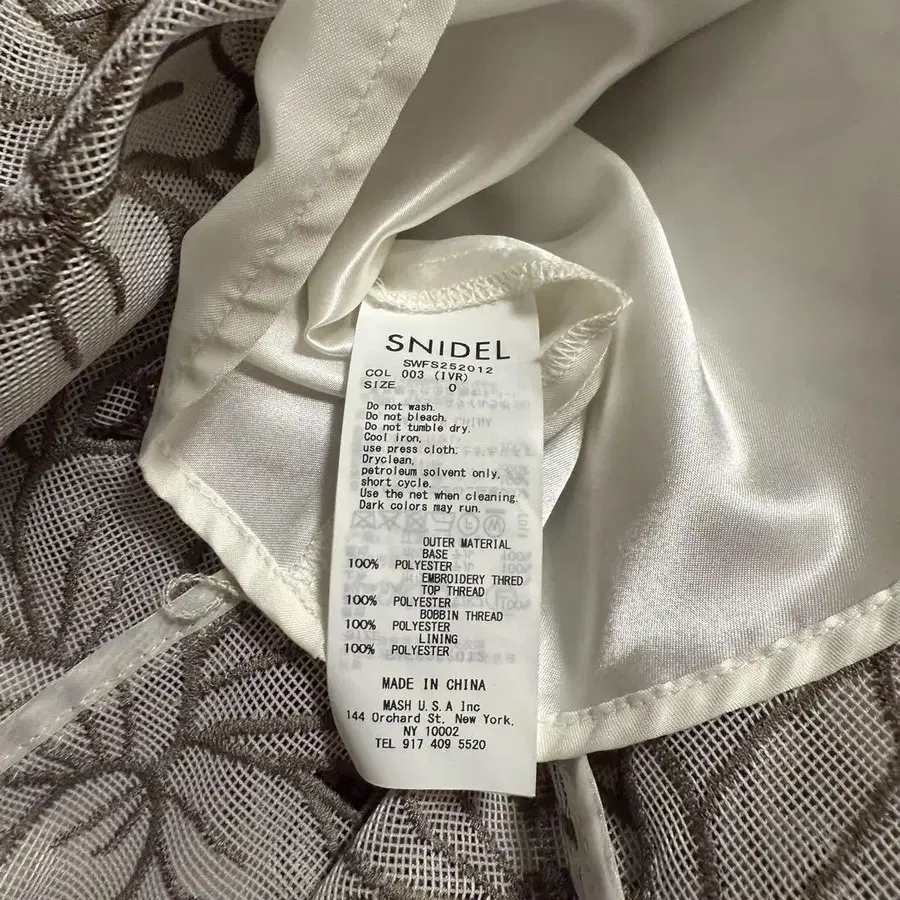 SNIDEL
SWFS252012
COL 003 (IVR)
SIZE 0
Do not wash.
Do not bleach.
Do not tumble dry.
Cool iron,
use press cloth.
Dryclean,
petroleum solvent only,
short cycle.
Use the net when cleaning.
Dark colors may run.
OUTER MATERIAL
BASE
100% POLYESTER
EMBROIDERY THRED
TOP THREAD
100% POLYESTER
BOBBIN THREAD
100% POLYESTER
LINING
100% POLYESTER
MADE IN CHINA
MASH U.S.A Inc
144 Orchard St. New York,
NY 10002
TEL 917 409 5520